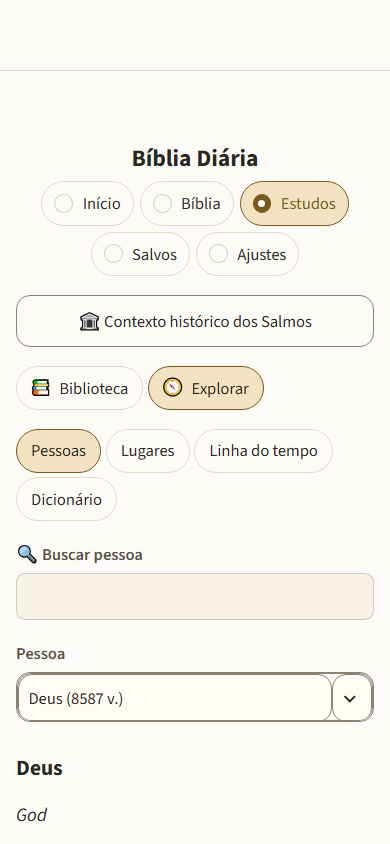 Bíblia Diária
Início
Bíblia
Estudos
Salvos
Ajustes
Contexto histórico dos Salmos
Biblioteca
Explorar
Pessoas
Lugares
Linha do tempo
Dicionário
Buscar pessoa
Pessoa
Deus (8587 v.)
Deus
God